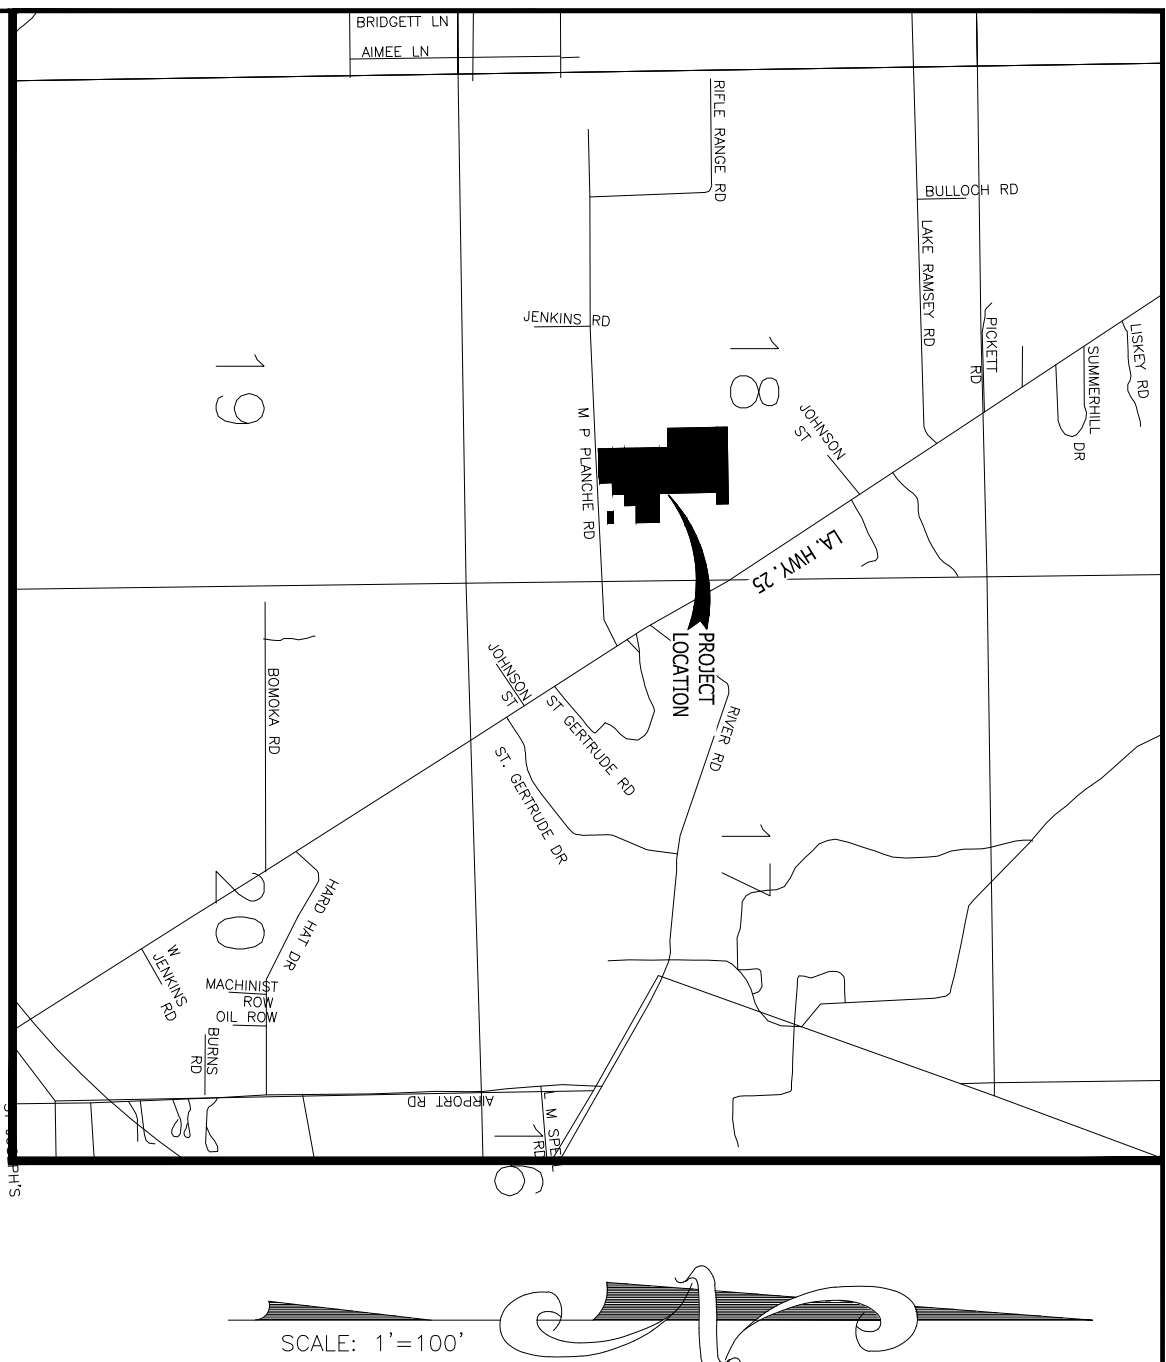 BRIDGETT LN
AIMEE LN
RIFLE RANGE RD
BULLOCH RD
LAKE RAMSEY RD
PICKETT
RD
LISKEY RD
SUMMERHILL
DR
JENKINS RD
18
19
JOHNSON
ST
M P PLANCHE RD
LA. HWY. 25
PROJECT
LOCATION
JOHNSON
ST
ST GERTRUDE RD
RIVER RD
BOMOKA RD
ST. GERTRUDE DR
17
20
HARD HAT DR
W
JENKINS
RD
MACHINIST
ROW
OIL ROW
BURNS
RD
AIRPORT RD
L M SPELL
RD
16
SCALE: 1'=100'